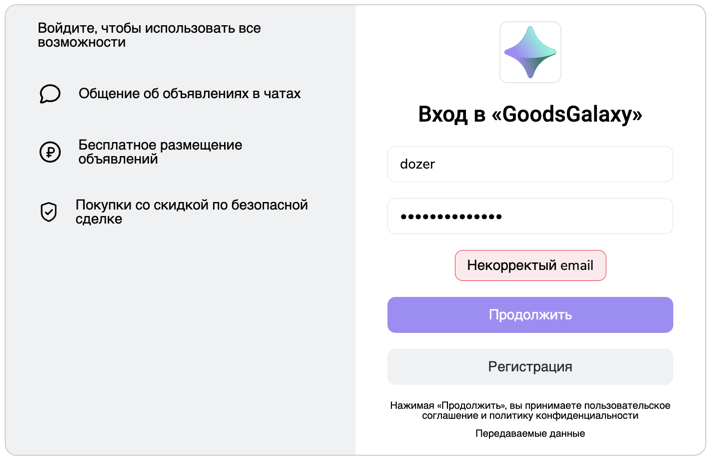 Войдите, чтобы использовать все
возможности
Общение об объявлениях в чатах
Бесплатное размещение
объявлений
Покупки со скидкой по безопасной
сделке
Вход в «GoodsGalaxy»
dozer
••••••••••••••
Некорректный email
Продолжить
Регистрация
Нажимая «Продолжить», вы принимаете пользовательское
соглашение и политику конфиденциальности
Передаваемые данные